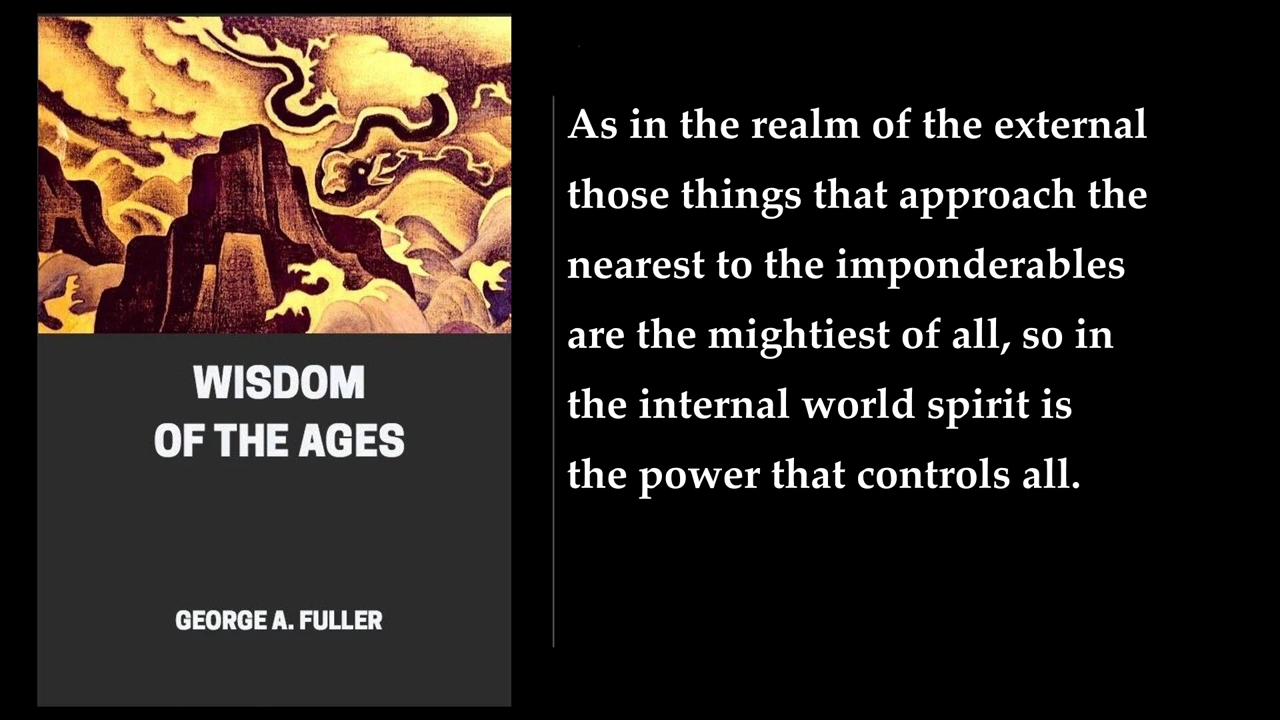 WISDOM
OF THE AGES
GEORGE A. FULLER
As in the realm of the external
those things that approach the
nearest to the imponderables
are the mightiest of all, so in
the internal world spirit is
the power that controls all.